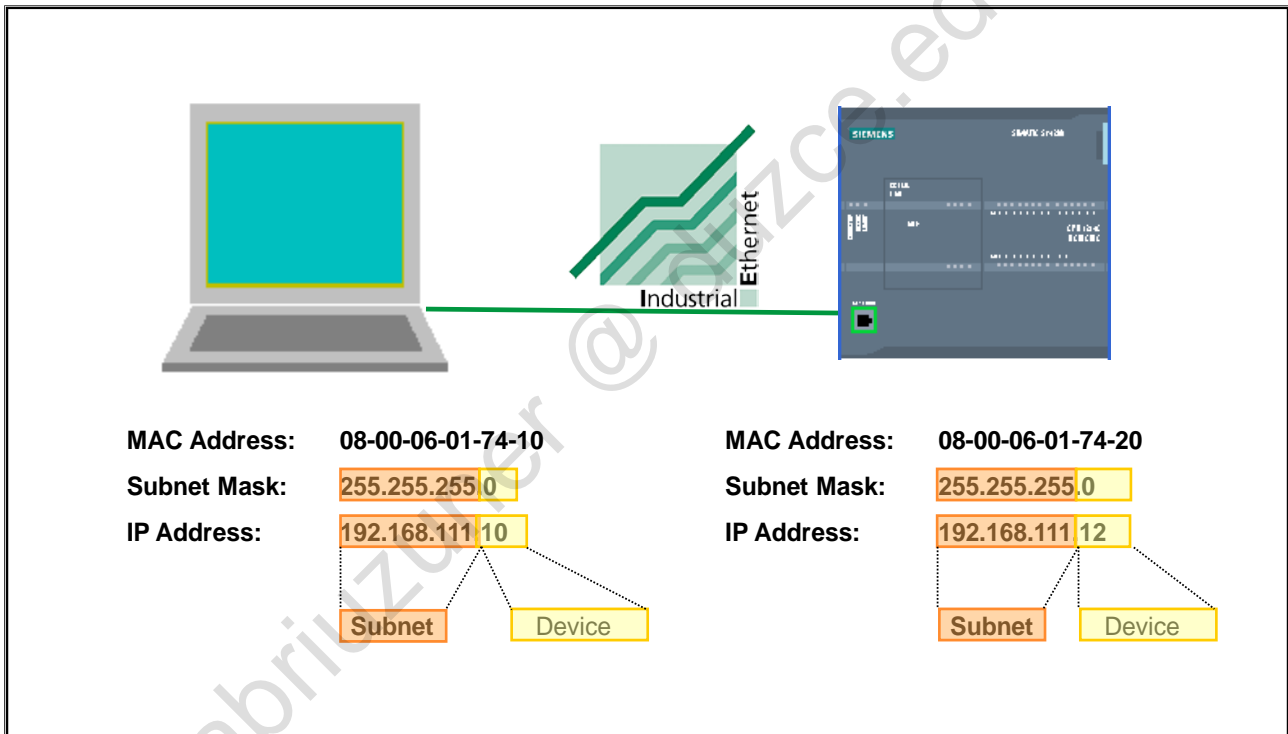 SIEMENS
Industrial Ethernet
MAC Address: 08-00-06-01-74-10
Subnet Mask: 255.255.255.0
IP Address: 192.168.111.10
Subnet Device
MAC Address: 08-00-06-01-74-20
Subnet Mask: 255.255.255.0
IP Address: 192.168.111.12
Subnet Device